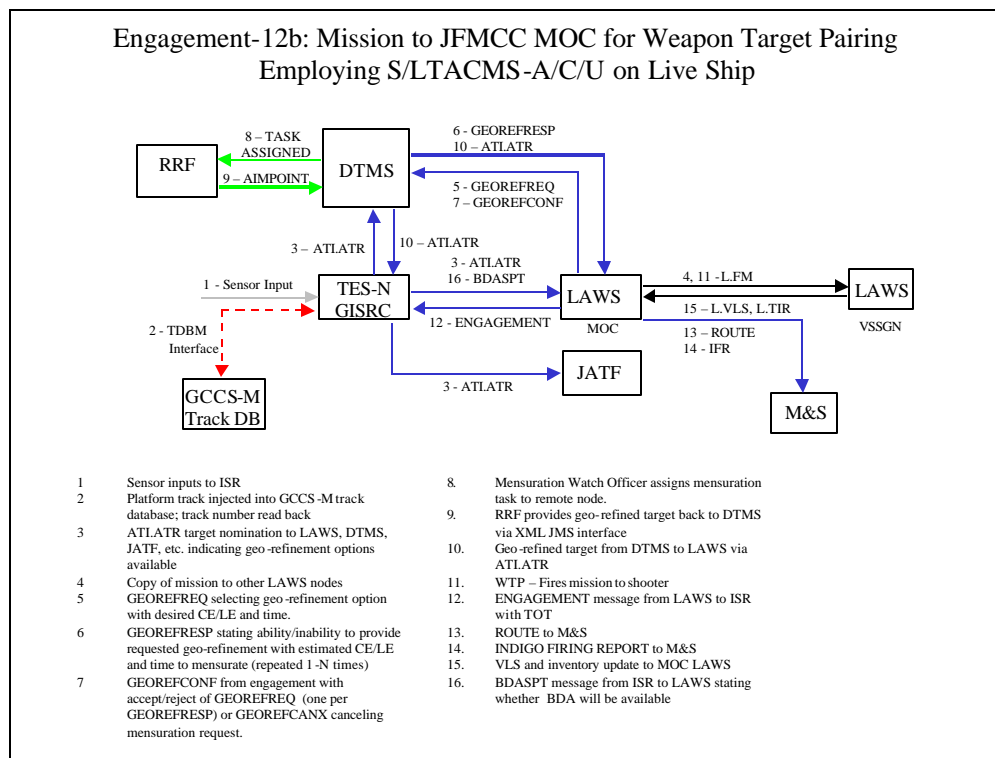 Engagement-12b: Mission to JFMCC MOC for Weapon Target Pairing
Employing S/LTACMS-A/C/U on Live Ship
8 – TASK
ASSIGNED
RRF
9 – AIMPOINT
DTMS
6 - GEOREFRESP
10 – ATI.ATR
5 - GEOREFREQ
7 – GEOREFCONF
3 – ATI.ATR
10 – ATI.ATR
1 - Sensor Input
TES-N
GISRC
3 – ATI.ATR
16 - BDASPT
12 - ENGAGEMENT
LAWS
MOC
4, 11 - L.FM
15 – L.VLS, L.TIR
LAWS
VSSGN
13 – ROUTE
14 - IFR
2 - TDBM
Interface
GCCS-M
Track DB
3 - ATI.ATR
JATF
M&S
1 Sensor inputs to ISR
2 Platform track injected into GCCS-M track
database; track number read back
3 ATI.ATR target nomination to LAWS, DTMS,
JATF, etc. indicating geo-refinement options
available
4 Copy of mission to other LAWS nodes
5 GEOREFREQ selecting geo-refinement option
with desired CE/LE and time.
6 GEOREFRESP stating ability/inability to provide
requested geo-refinement with estimated CE/LE
and time to mensurate (repeated 1-N times)
7 GEOREFCONF from engagement with
accept/reject of GEOREFREQ (one per
GEOREFRESP) or GEOREFCANX canceling
mensuration request.
8. Mensuration Watch Officer assigns mensuration
task to remote node.
9. RRF provides geo-refined target back to DTMS
via XML JMS interface
10. Geo-refined target from DTMS to LAWS via
ATI.ATR
11. WTP – Fires mission to shooter
12. ENGAGEMENT message from LAWS to ISR
with TOT
13. ROUTE to M&S
14. INDIGO FIRING REPORT to M&S
15. VLS and inventory update to MOC LAWS
16. BDASPT message from ISR to LAWS stating
whether BDA will be available